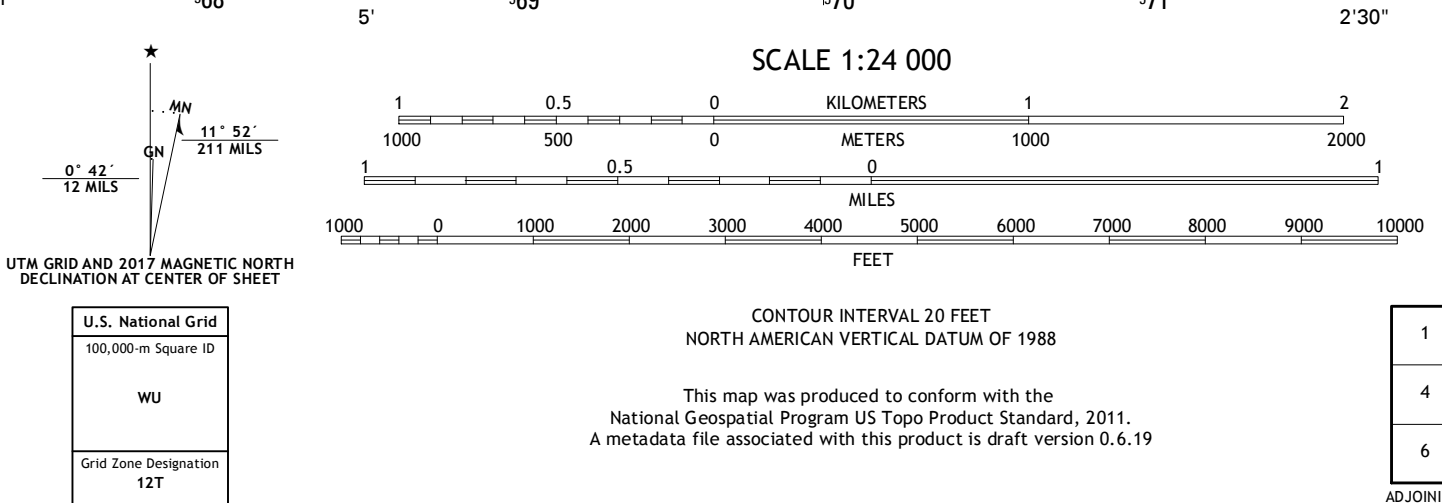 5' 2'30"
SCALE 1:24 000
MN
GN
11° 52´
211 MILS
0° 42´
12 MILS
UTM GRID AND 2017 MAGNETIC NORTH
DECLINATION AT CENTER OF SHEET
1 0.5 0 KILOMETERS 1 2
1000 500 0 METERS 1000 2000
1 0.5 0 1
MILES
1000 0 1000 2000 3000 4000 5000 6000 7000 8000 9000 10000
FEET
U.S. National Grid
100,000-m Square ID
WU
Grid Zone Designation
12T
CONTOUR INTERVAL 20 FEET
NORTH AMERICAN VERTICAL DATUM OF 1988
This map was produced to conform with the
National Geospatial Program US Topo Product Standard, 2011.
A metadata file associated with this product is draft version 0.6.19
1
4
6
ADJOINI